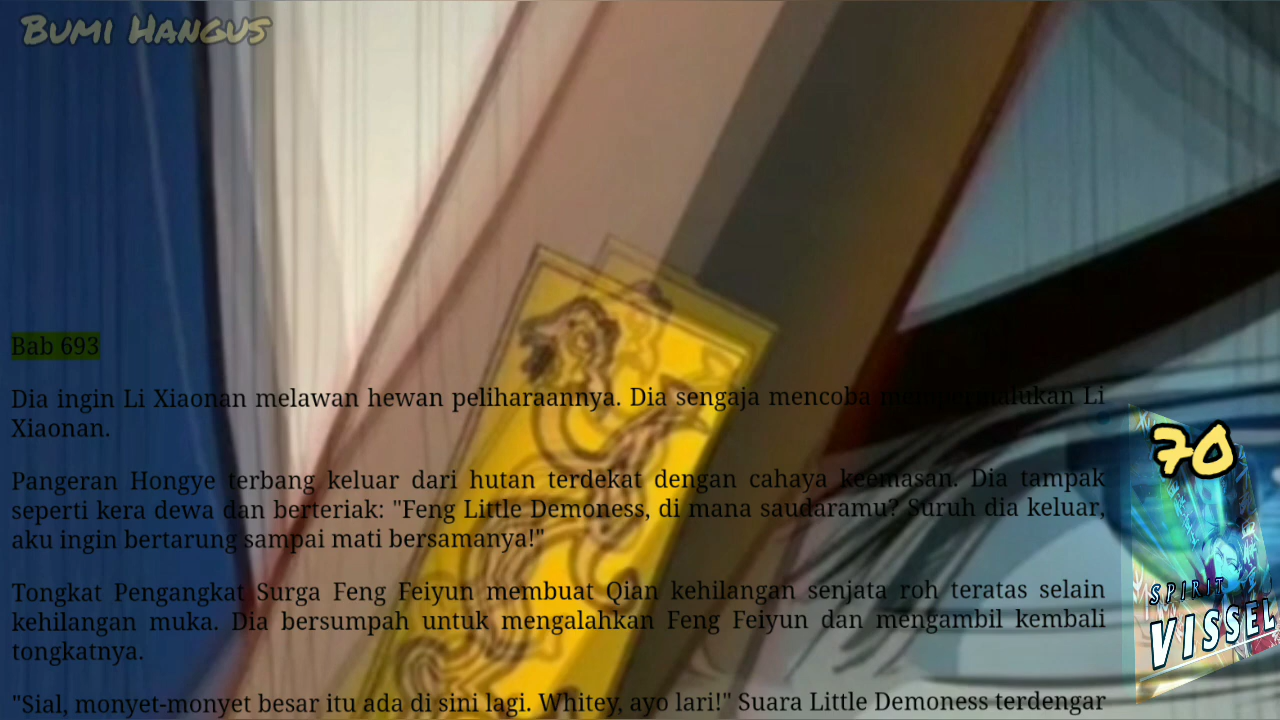 Bumi Hangus
Bab 693
Dia ingin Li Xiaonan melawan hewan peliharaannya. Dia sengaja mencoba mempermalukan Li
Xiaonan.
Pangeran Hongye terbang keluar dari hutan terdekat dengan cahaya keemasan. Dia tampak
seperti kera dewa dan berteriak: "Feng Little Demoness, di mana saudaramu? Suruh dia keluar,
aku ingin bertarung sampai mati bersamanya!"
Tongkat Pengangkat Surga Feng Feiyun membuat Qian kehilangan senjata roh teratas selain
kehilangan muka. Dia bersumpah untuk mengalahkan Feng Feiyun dan mengambil kembali
tongkatnya.
"Sial, monyet-monyet besar itu ada di sini lagi. Whitey, ayo lari!" Suara Little Demoness terdengar
70
SPIRIT
VISSEL